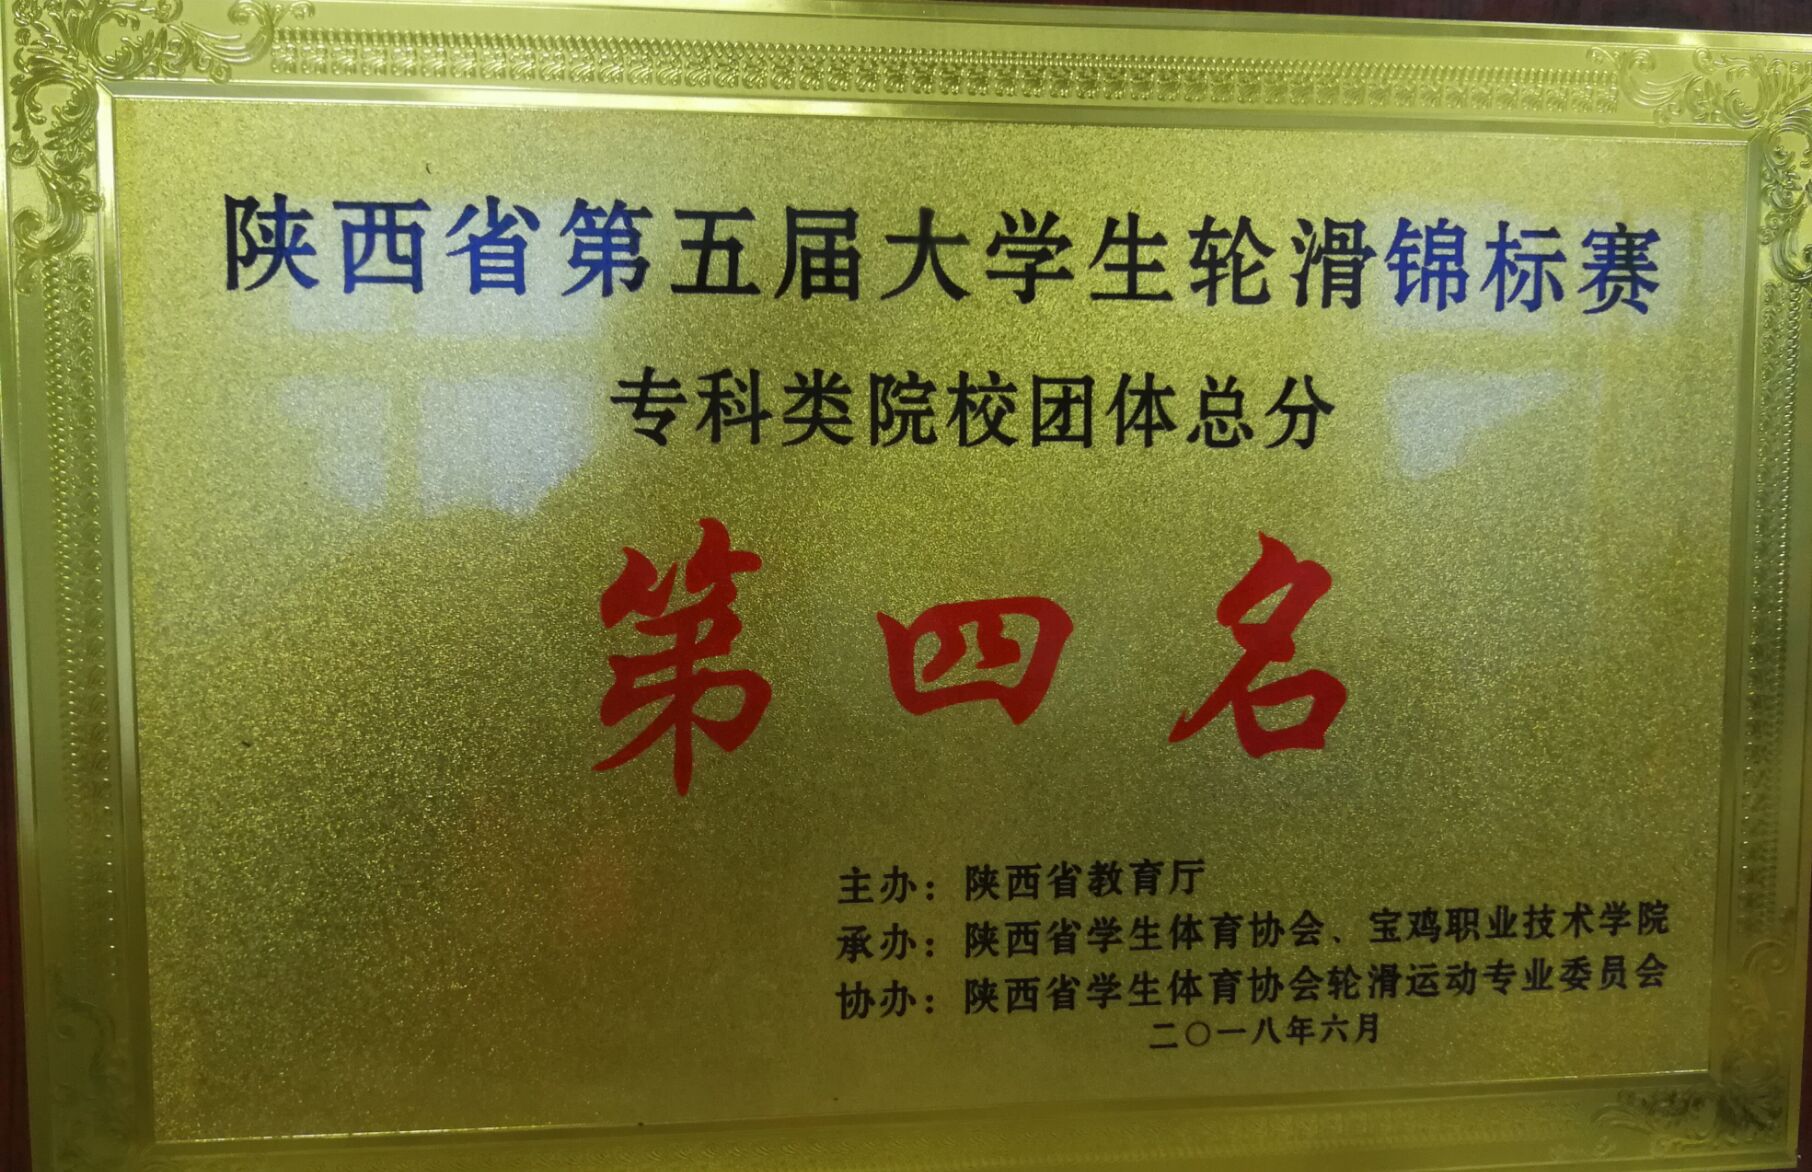 陕西省第五届大学生轮滑锦标赛
专科类院校团体总分
第四名
主办：陕西省教育厅
承办：陕西省学生体育协会、宝鸡职业技术学院
协办：陕西省学生体育协会轮滑运动专业委员会
二〇一八年六月